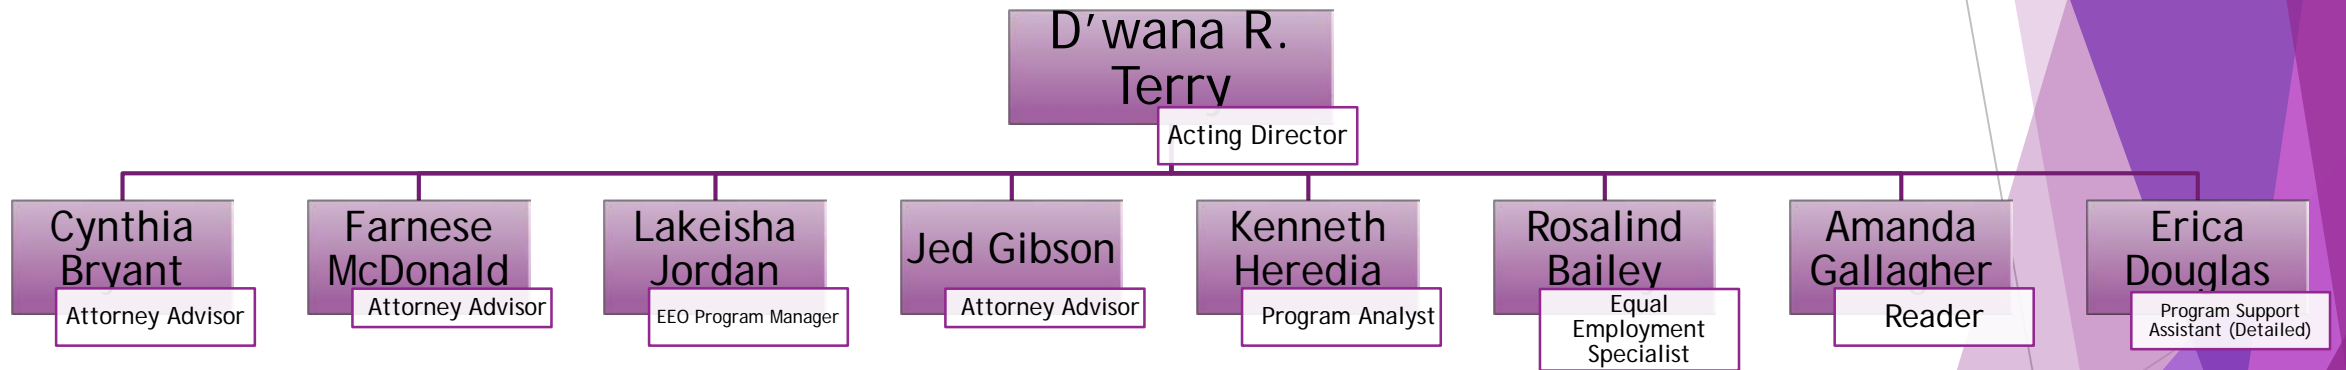 D’wana R.
Terry
Acting Director
Cynthia
Bryant
Attorney Advisor
Farnese
McDonald
Attorney Advisor
Lakeisha
Jordan
EEO Program Manager
Jed Gibson
Attorney Advisor
Kenneth
Heredia
Program Analyst
Rosalind
Bailey
Equal
Employment
Specialist
Amanda
Gallagher
Reader
Erica
Douglas
Program Support
Assistant (Detailed)